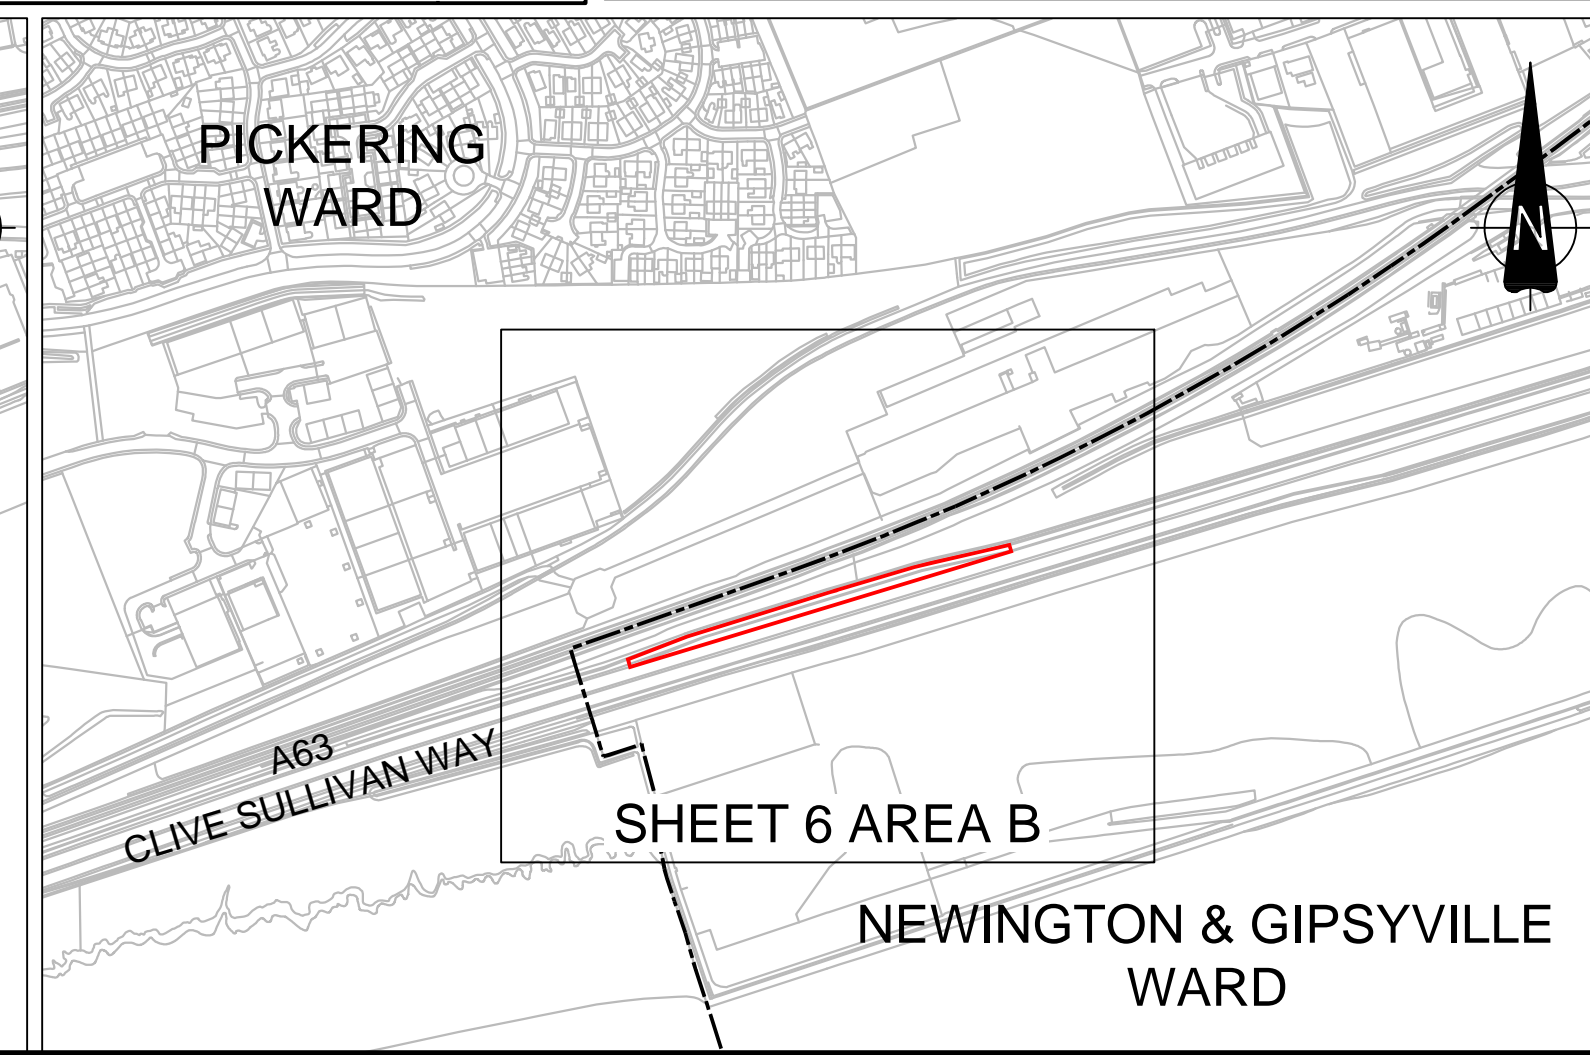 PICKERING
WARD
N
A63
CLIVE SULLIVAN WAY
SHEET 6 AREA B
NEWINGTON & GIPSYVILLE
WARD